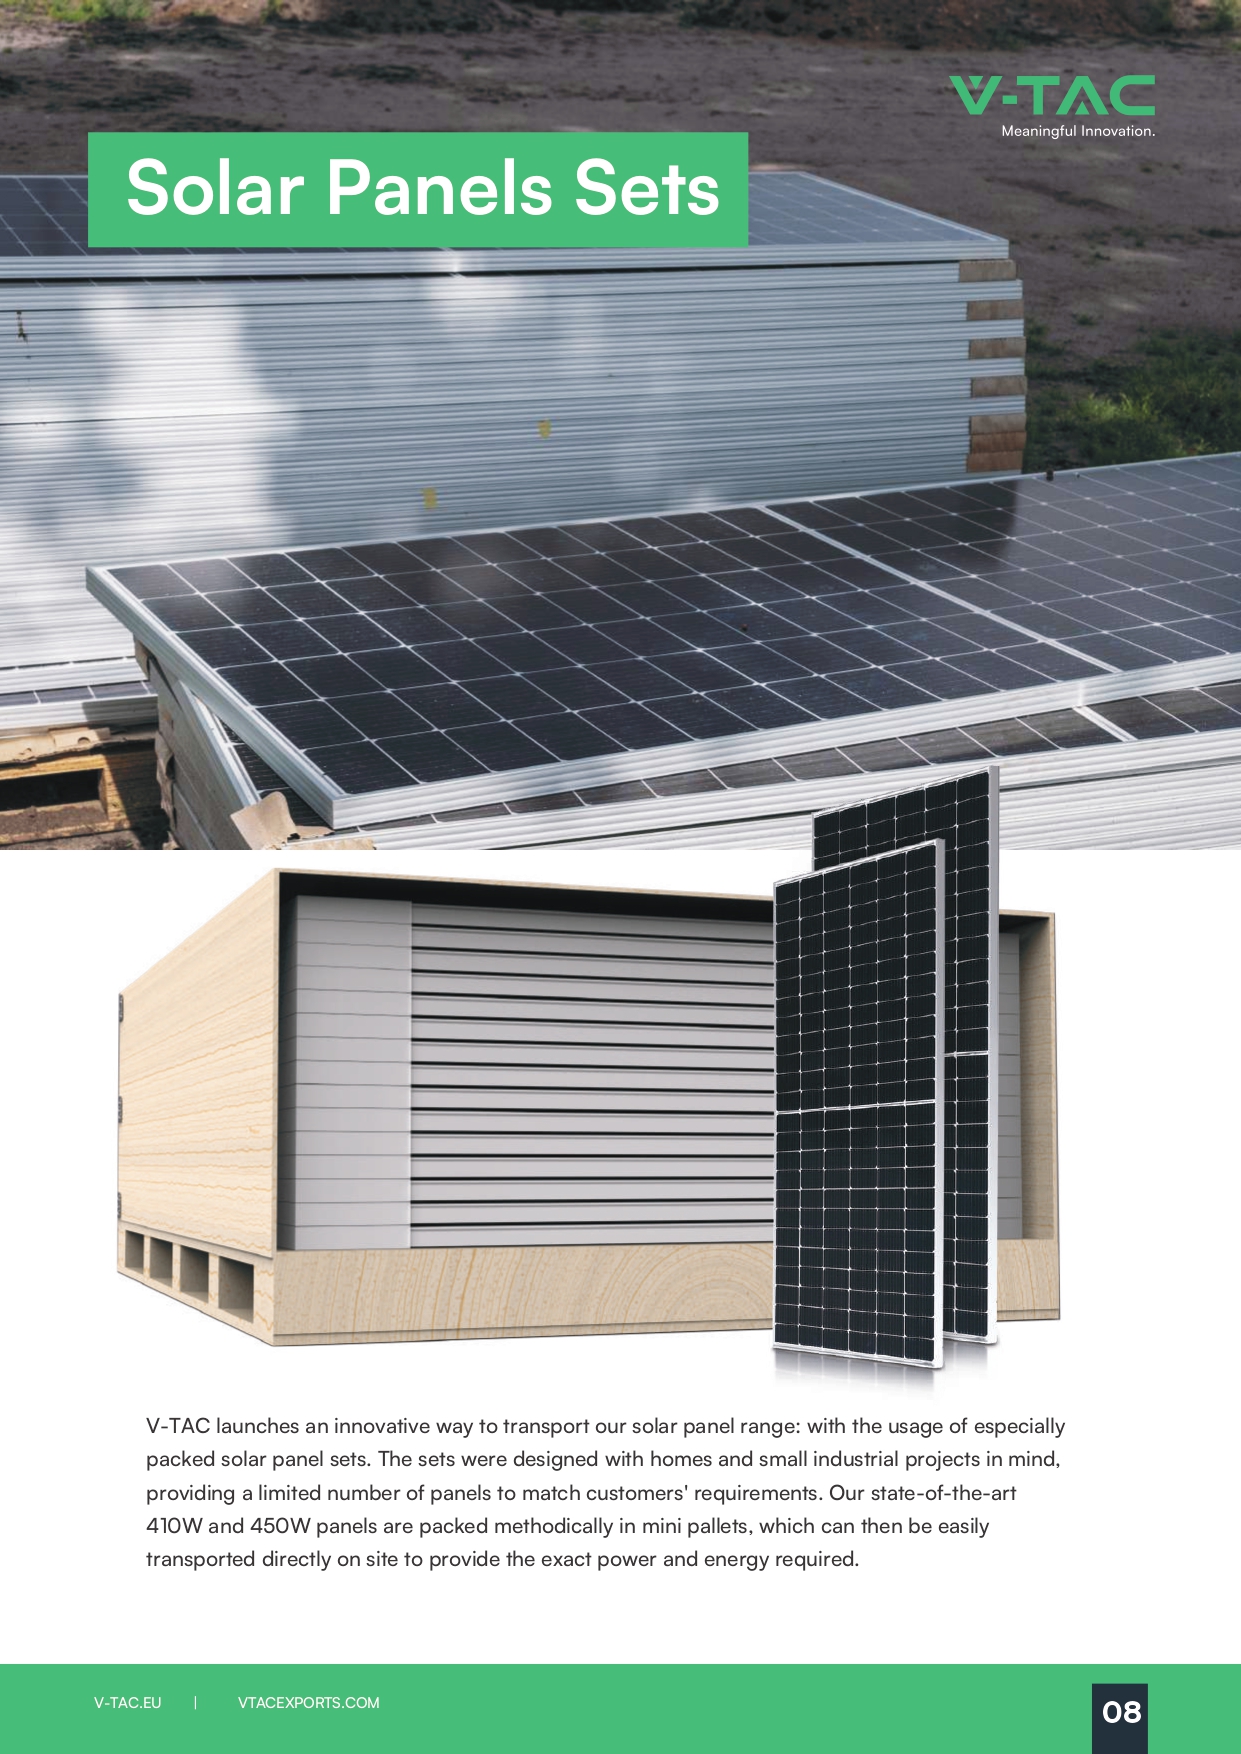 V-TAC
Meaningful Innovation.
Solar Panels Sets
V-TAC launches an innovative way to transport our solar panel range: with the usage of especially
packed solar panel sets. The sets were designed with homes and small industrial projects in mind,
providing a limited number of panels to match customers' requirements. Our state-of-the-art
410W and 450W panels are packed methodically in mini pallets, which can then be easily
transported directly on site to provide the exact power and energy required.
V-TAC.EU | VTACEXPORTS.COM
08